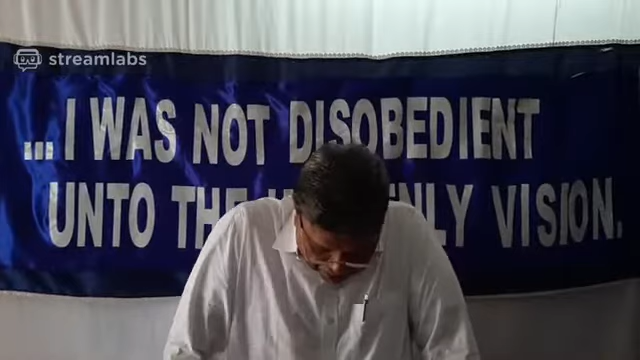 streamlabs
... I WAS NOT DISOBEDIENT
UNTO THE VISION.